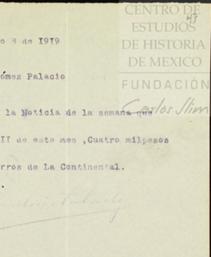 CENTRO DE
ESTUDIOS
DE HISTORIA
DE MEXICO
FUNDACIÓN
Carlos Slim
8 de 1919
ómez Palacio
la Noticia de la semana que
II de este mes ,Cuatro milpesos
rros de La Continental.